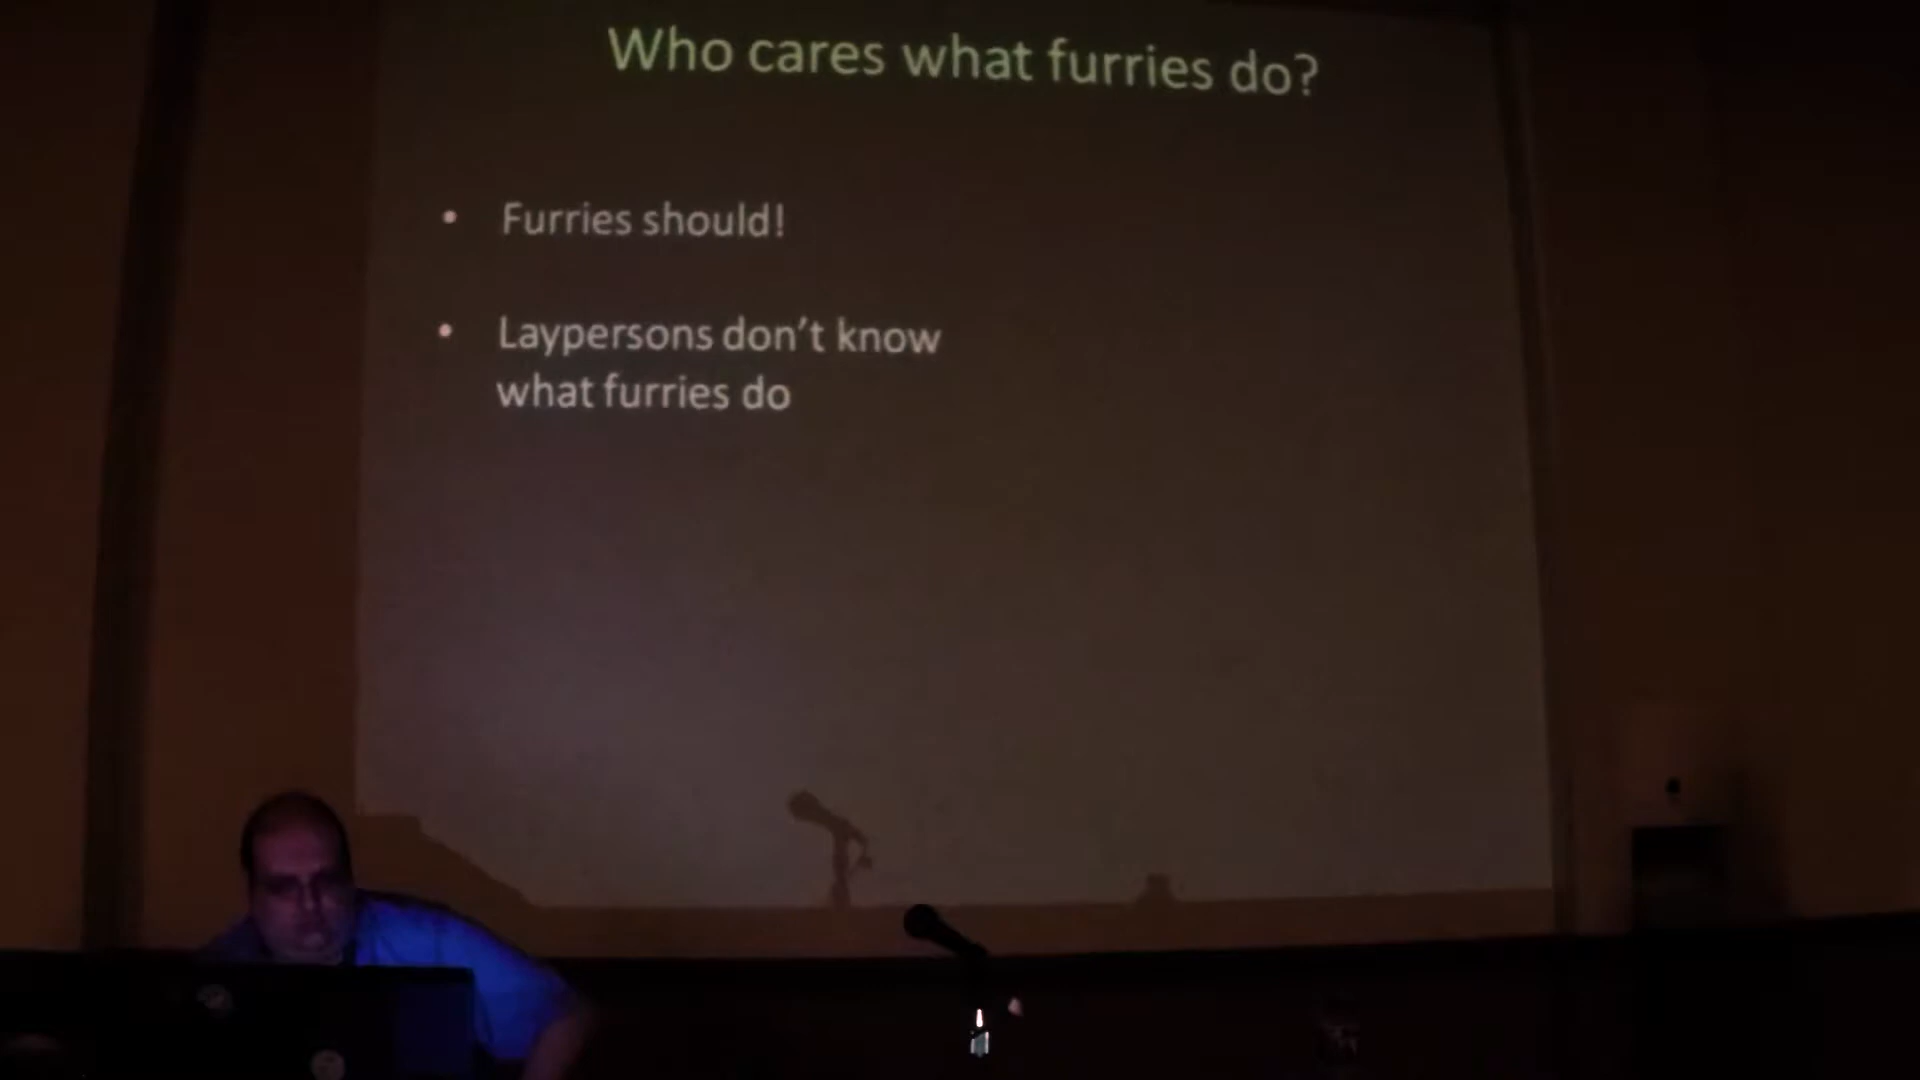 Who cares what furries do?
• Furries should!
• Laypersons don't know
what furries do